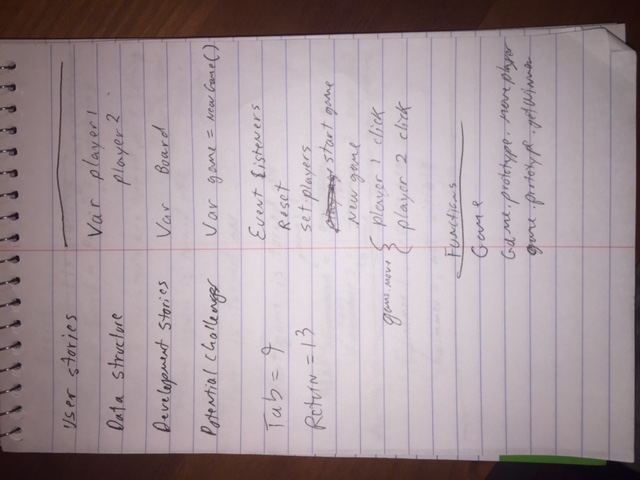 User stories
Data structure
Development stories
Potential Challenges
Tab = 9
Return = 13
Var player 1
player 2
Var Board
Var game = New Game()
Event Listeners
Reset
set players
start game
New game
game.move { player 1 click
player 2 click
Functions
Game
Game.prototype.move player
game.prototype.getWinner